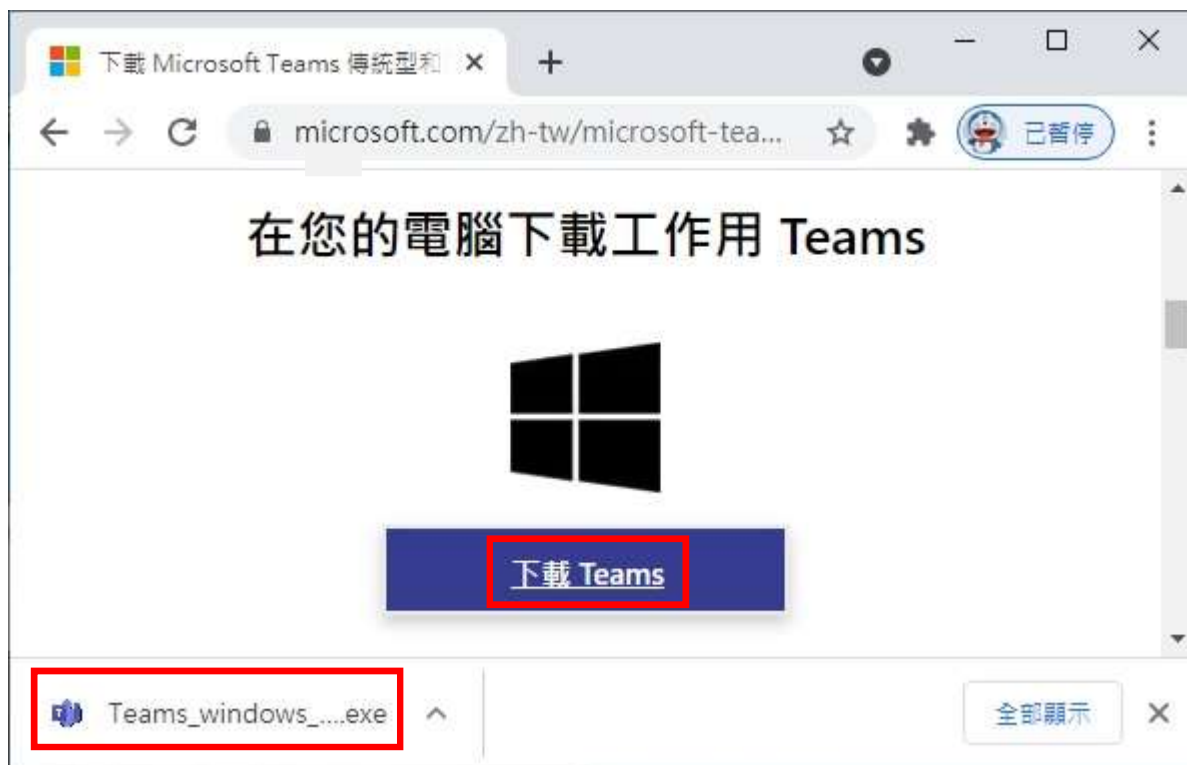 下載 Microsoft Teams 傳統型和
microsoft.com/zh-tw/microsoft-tea...
已暫停
在您的電腦下載工作用 Teams
下載 Teams
Teams_windows_....exe
全部顯示